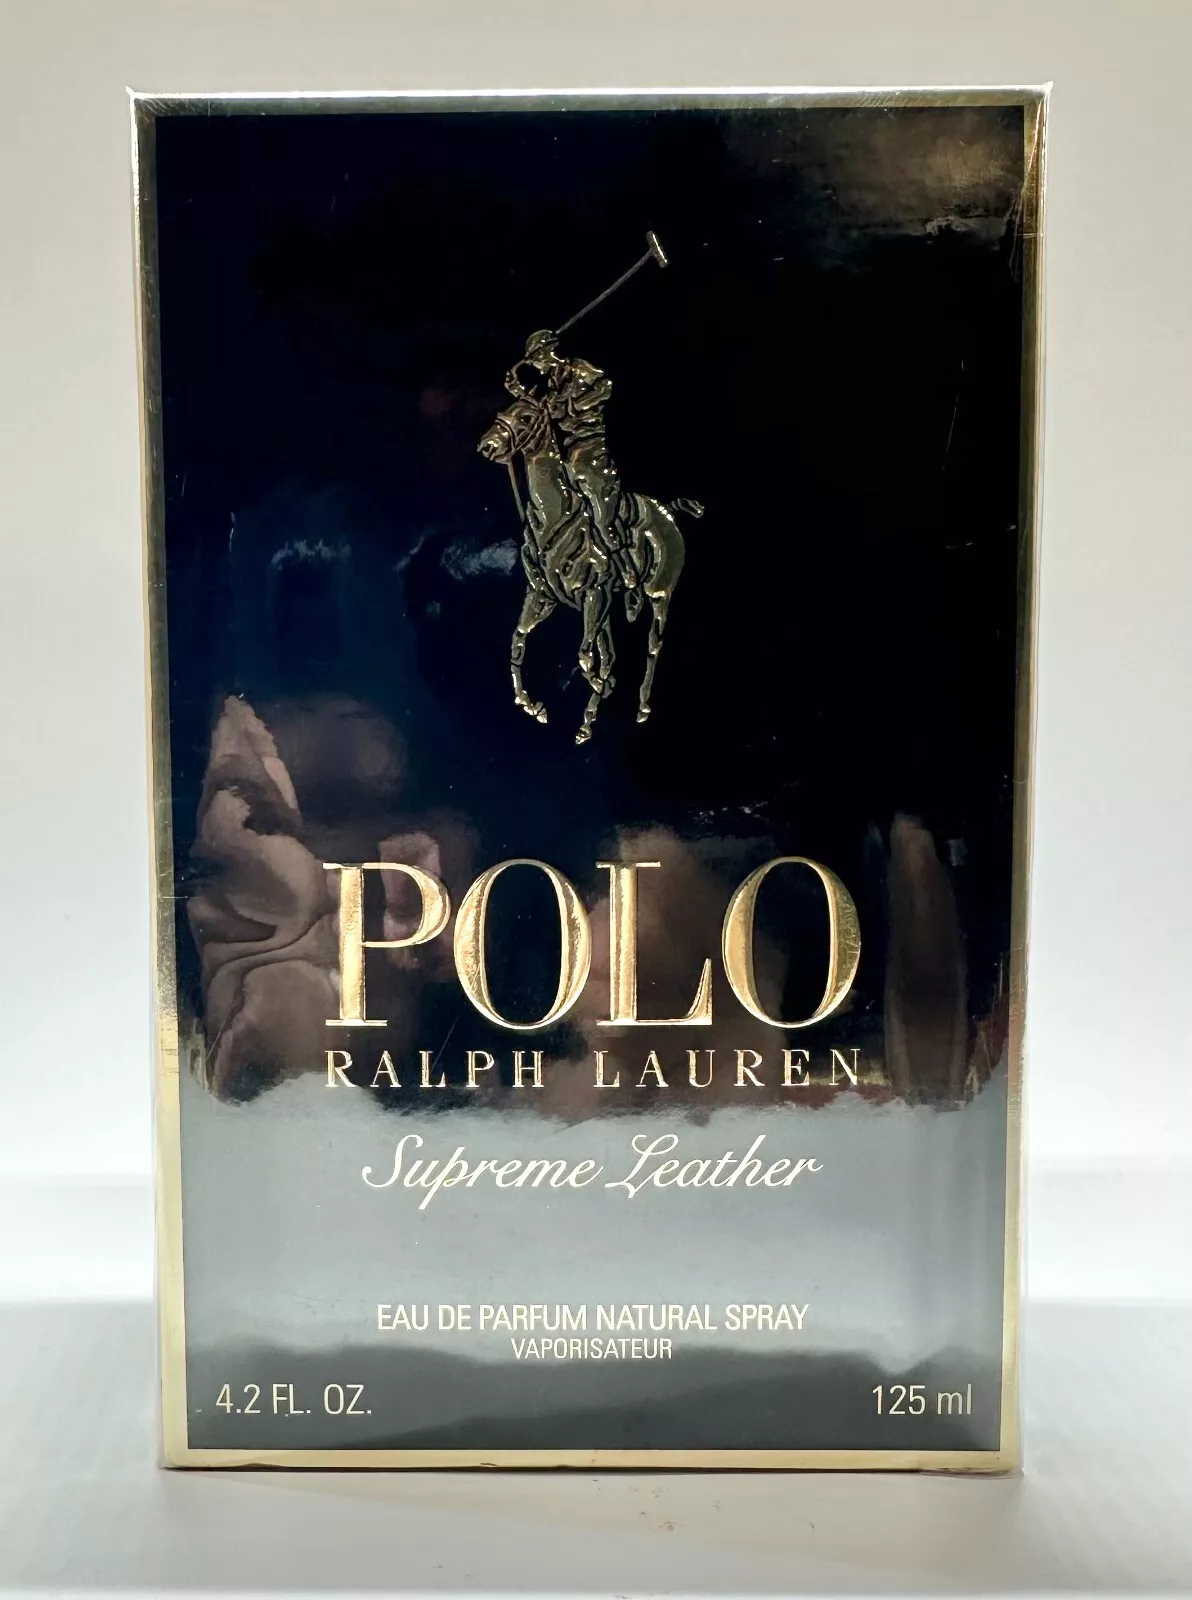 POLO
RALPH LAUREN
Supreme Leather
EAU DE PARFUM NATURAL SPRAY
VAPORISATEUR
4.2 FL. OZ.
125 ml